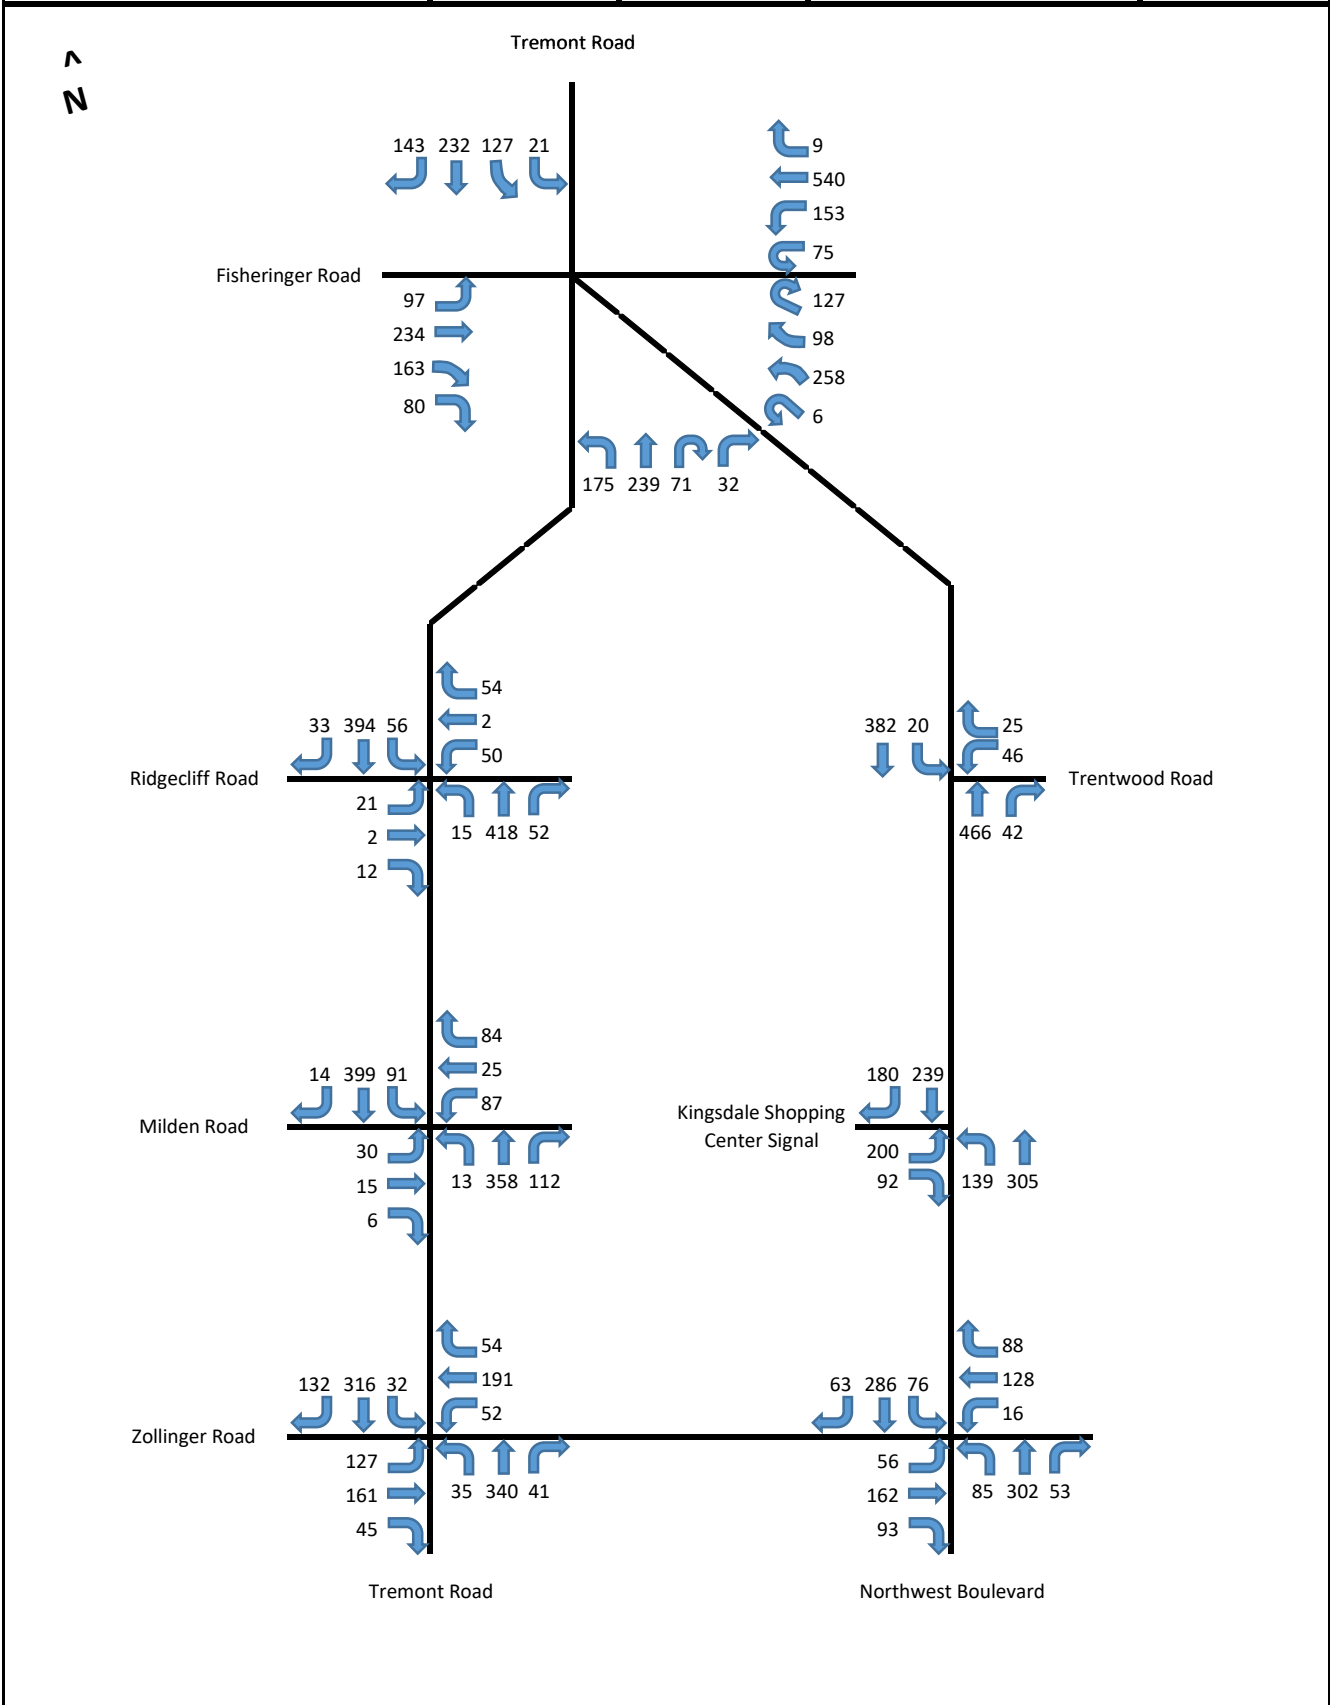 Tremont Road
^
N
143 232 127 21
9
540
153
75
Fisheringer Road
97
234
163
80
127
98
258
6
175 239 71 32
54
2
50
33 394 56
Ridgecliff Road
21
2
12
15 418 52
382 20
25
46
Trentwood Road
466 42
84
25
87
14 399 91
Milden Road
30
15
6
13 358 112
180 239
Kingsdale Shopping
Center Signal
200
92
139 305
54
191
52
132 316 32
Zollinger Road
127
161
45
35 340 41
88
128
16
63 286 76
56
162
93
85 302 53
Tremont Road
Northwest Boulevard